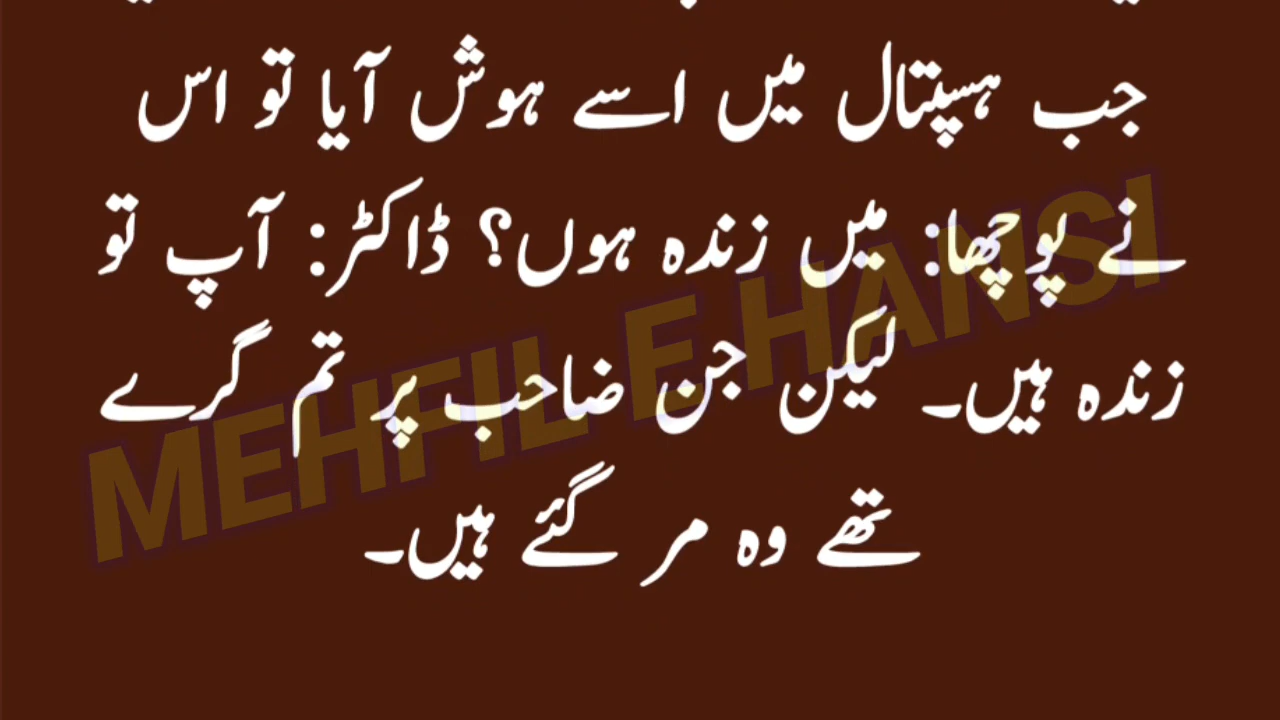 جب ہسپتال میں اسے ہوش آیا تو اس
نے پوچھا: میں زندہ ہوں؟ ڈاکٹر: آپ تو
زندہ ہیں۔ لیکن جن ضاحب پر تم گرے
تھے وہ مر گئے ہیں۔
MEHFIL E HANSI